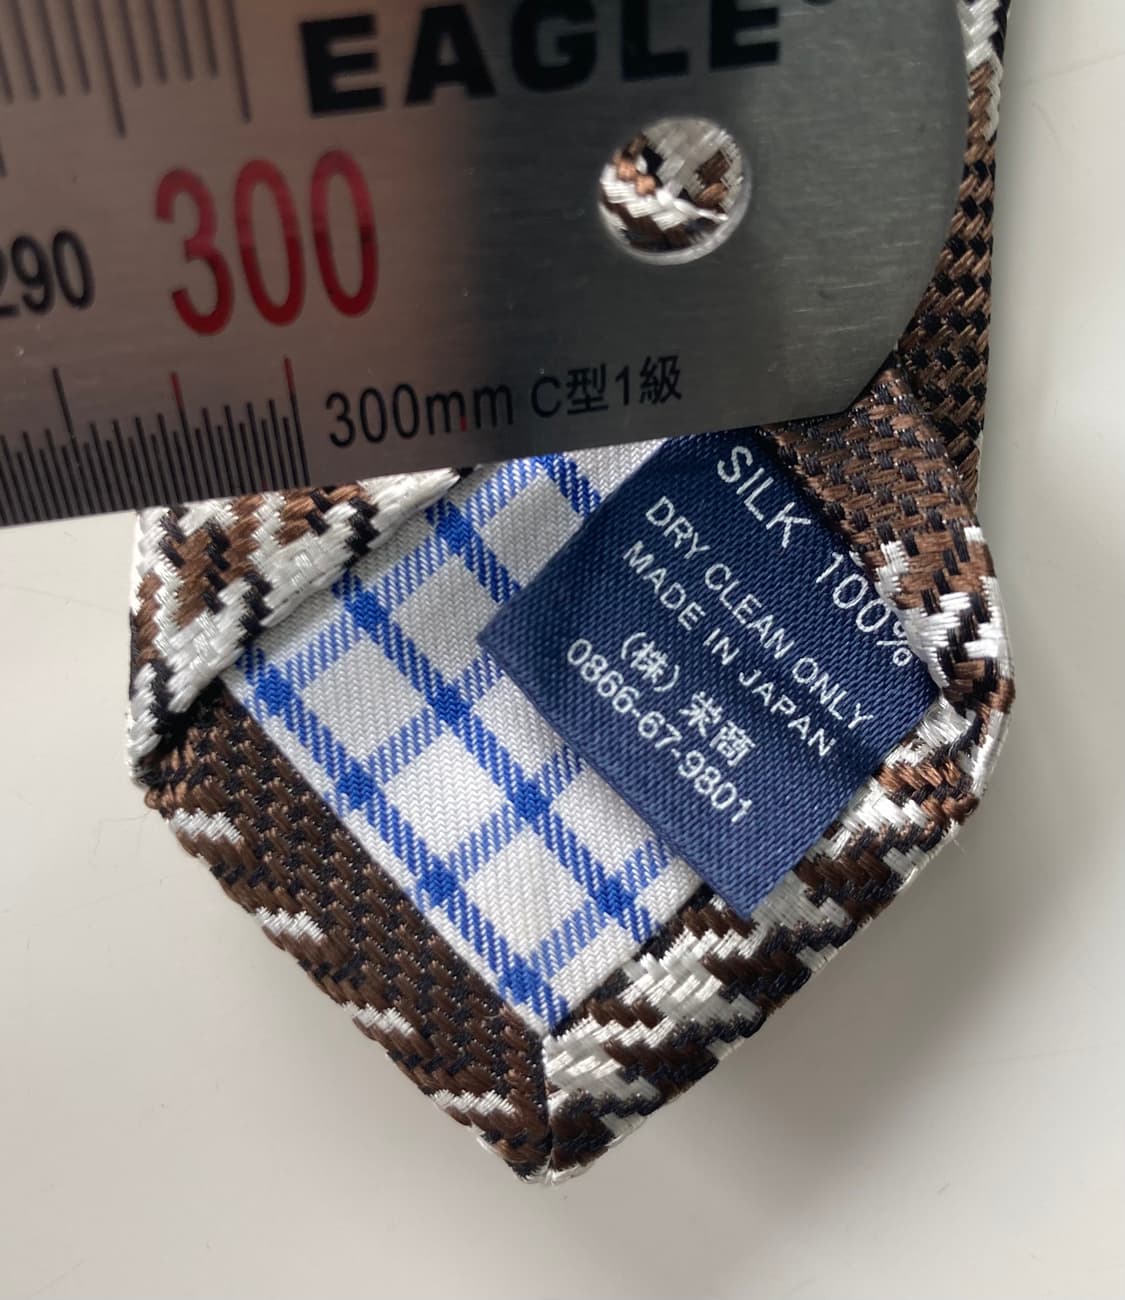 EAGLE
290 300
300mm C型1級
SILK 100%
DRY CLEAN ONLY
MADE IN JAPAN
(株) 栄商
0866-67-9801